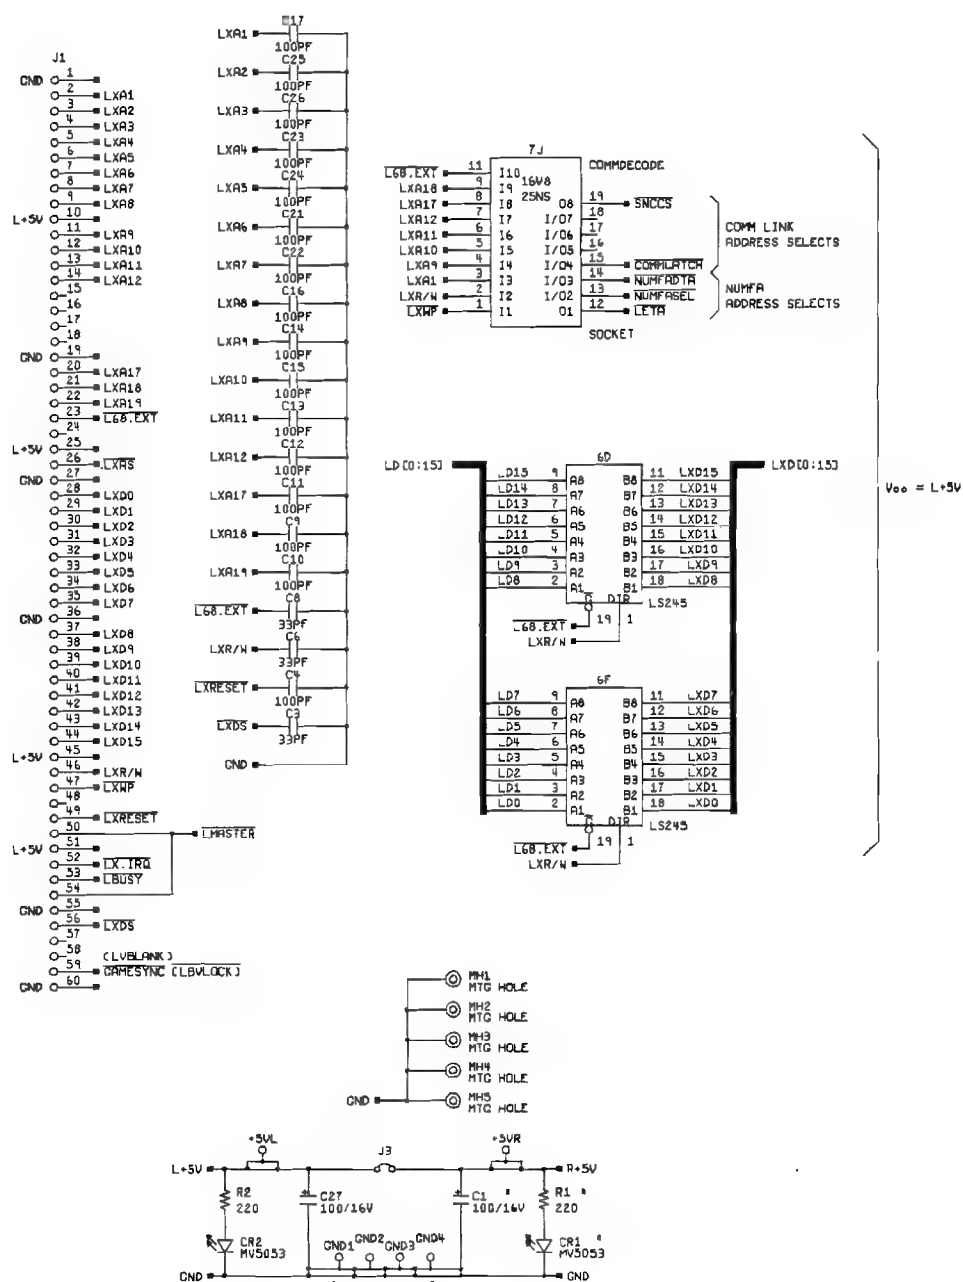 J1
GND 1
2 LXA1
3 LXA2
4 LXA3
5 LXA4
6 LXA5
7 LXA6
8 LXA7
9 LXA8
L+5V 10
11 LXA9
12 LXA10
13 LXA11
14 LXA12
15
16
17
18
GND 19
20 LXA17
21 LXA18
22 LXA19
23 L68.EXT
24
L+5V 25
26 LXAS
GND 27
28 LXD0
29 LXD1
30 LXD2
31 LXD3
32 LXD4
33 LXD5
34 LXD6
35 LXD7
GND 36
37 LXD8
38 LXD9
39 LXD10
40 LXD11
41 LXD12
42 LXD13
43 LXD14
44 LXD15
L+5V 45
46 LXR/W
47 LXWP
48
49 LXRESET
50 LMASTER
L+5V 51
52 LX.IRQ
53 LBUSY
54
GND 55
56 LXDS
57
58 (LVBLANK)
59 GAMESYNC (LBVLOCK)
GND 60
17
LXA1 100PF
C25
LXA2 100PF
C26
LXA3 100PF
C23
LXA4 100PF
C24
LXA5 100PF
C21
LXA6 100PF
C22
LXA7 100PF
C16
LXA8 100PF
C14
LXA9 100PF
C15
LXA10 100PF
C13
LXA11 100PF
C12
LXA12 100PF
C11
LXA17 100PF
C9
LXA18 100PF
C10
LXA19 100PF
C8
L68.EXT 33PF
C6
LXR/W 33PF
C4
LXRESET 100PF
C3
LXDS 33PF
GND
7J
COMMDECODE
16V8
25NS
L68.EXT 11 I10
LXA18 9 I9
LXA17 8 I8 O8 19 SNCCS
LXA12 7 I7 I/O7 18
LXA11 6 I6 I/O6 17
LXA10 5 I5 I/O5 16
LXA9 4 I4 I/O4 15 COMMLATCH
LXA1 3 I3 I/O3 14 NUMFADTA
LXR/W 2 I2 I/O2 13 NUMFASEL
LXWP 1 I1 O1 12 LETA
SOCKET
COMM LINK
ADDRESS SELECTS
NUMFA
ADDRESS SELECTS
VDD = L+5V
LD[0:15] 6D LXD[0:15]
LD15 9 A8 B8 11 LXD15
LD14 8 A7 B7 12 LXD14
LD13 7 A6 B6 13 LXD13
LD12 6 A5 B5 14 LXD12
LD11 5 A4 B4 15 LXD11
LD10 4 A3 B3 16 LXD10
LD9 3 A2 B2 17 LXD9
LD8 2 A1 B1 18 LXD8
G DIR LS245
L68.EXT 19 1
LXR/W
6F
LD7 9 A8 B8 11 LXD7
LD6 8 A7 B7 12 LXD6
LD5 7 A6 B6 13 LXD5
LD4 6 A5 B5 14 LXD4
LD3 5 A4 B4 15 LXD3
LD2 4 A3 B3 16 LXD2
LD1 3 A2 B2 17 LXD1
LD0 2 A1 B1 18 LXD0
G DIR LS245
L68.EXT 19 1
LXR/W
MH1
MTG HOLE
MH2
MTG HOLE
MH3
MTG HOLE
MH4
MTG HOLE
GND MH5
MTG HOLE
+5VL J3 +5VR
L+5V R+5V
R2
220
C27
100/16V
C1
100/16V
R1
220
CR2
MV5053
GND1 GND2 GND3 GND4
CR1
MV5053
GND GND